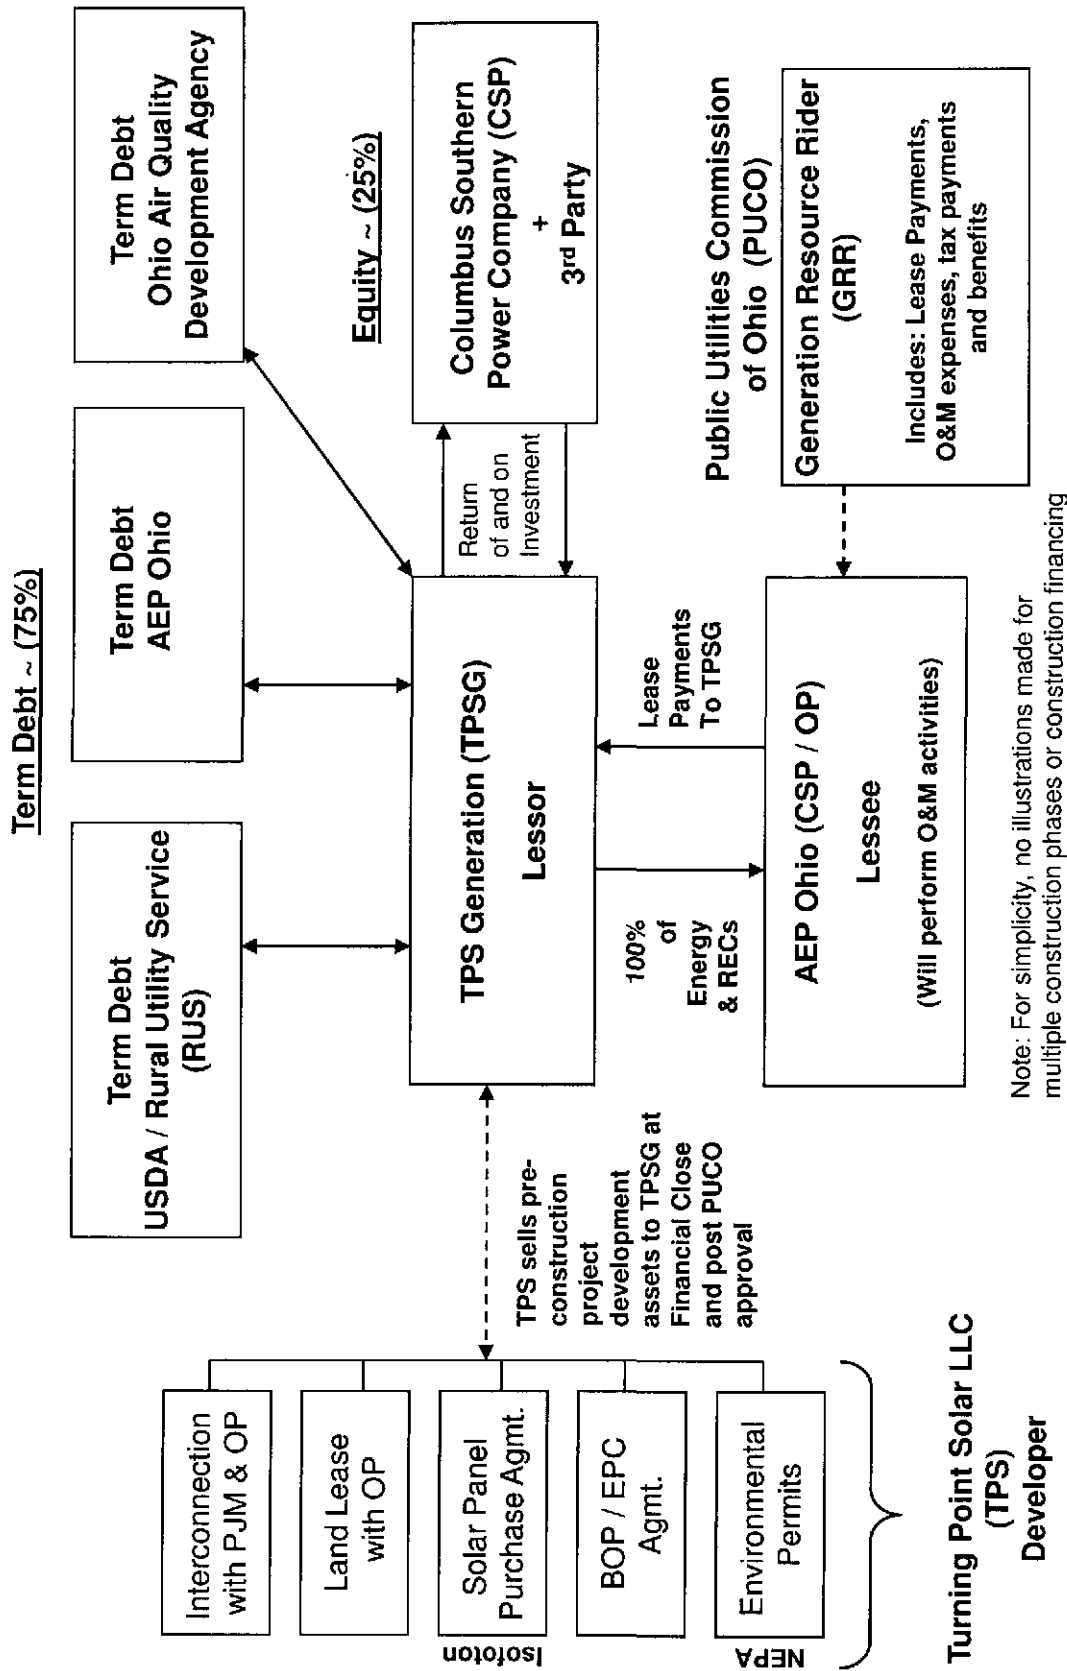 Term Debt ~ (75%)
Term Debt
USDA / Rural Utility Service
(RUS)
Term Debt
AEP Ohio
Term Debt
Ohio Air Quality
Development Agency
Interconnection
with PJM & OP
Land Lease
with OP
Isofoton
Solar Panel
Purchase Agmt.
BOP / EPC
Agmt.
NEPA
Environmental
Permits
Turning Point Solar LLC
(TPS)
Developer
TPS sells pre-
construction
project
development
assets to TPSG at
Financial Close
and post PUCO
approval
TPS Generation (TPSG)
Lessor
Return
of and on
Investment
Equity ~ (25%)
Columbus Southern
Power Company (CSP)
+
3rd Party
100%
of
Energy
& RECs
Lease
Payments
To TPSG
AEP Ohio (CSP / OP)
Lessee
(Will perform O&M activities)
Public Utilities Commission
of Ohio (PUCO)
Generation Resource Rider
(GRR)
Includes: Lease Payments,
O&M expenses, tax payments
and benefits
Note: For simplicity, no illustrations made for
multiple construction phases or construction financing